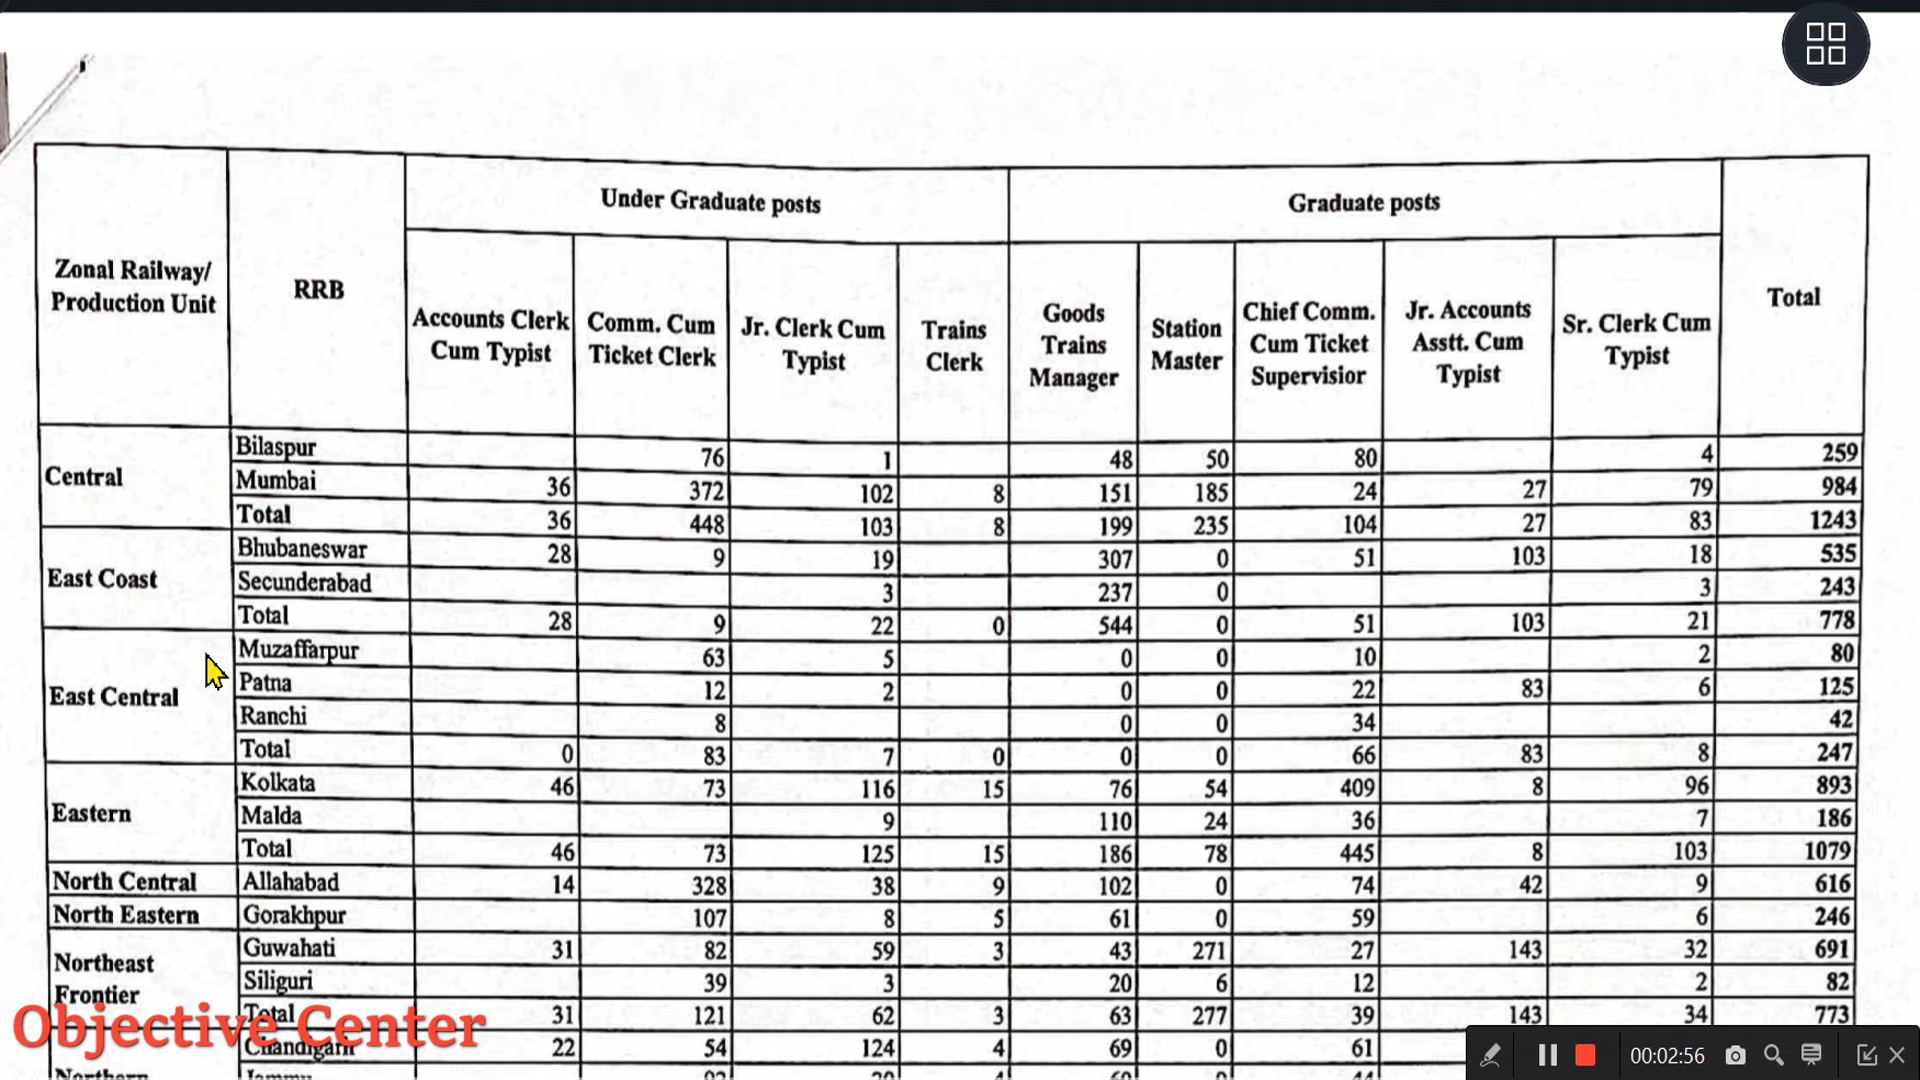 Under Graduate posts Graduate posts
Zonal Railway/ Production Unit RRB Accounts Clerk Cum Typist Comm. Cum Ticket Clerk Jr. Clerk Cum Typist Trains Clerk Goods Trains Manager Station Master Chief Comm. Cum Ticket Supervisior Jr. Accounts Asstt. Cum Typist Sr. Clerk Cum Typist Total
Central Bilaspur 76 1 48 50 80 4 259
Mumbai 36 372 102 8 151 185 24 27 79 984
Total 36 448 103 8 199 235 104 27 83 1243
East Coast Bhubaneswar 28 9 19 307 0 51 103 18 535
Secunderabad 3 237 0 3 243
Total 28 9 22 0 544 0 51 103 21 778
East Central Muzaffarpur 63 5 0 0 10 2 80
Patna 12 2 0 0 22 83 6 125
Ranchi 8 0 0 34 42
Total 0 83 7 0 0 0 66 83 8 247
Eastern Kolkata 46 73 116 15 76 54 409 8 96 893
Malda 9 110 24 36 7 186
Total 46 73 125 15 186 78 445 8 103 1079
North Central Allahabad 14 328 38 9 102 0 74 42 9 616
North Eastern Gorakhpur 107 8 5 61 0 59 6 246
Northeast Frontier Guwahati 31 82 59 3 43 271 27 143 32 691
Siliguri 39 3 20 6 12 2 82
Total 31 121 62 3 63 277 39 143 34 773
Objective Center
Chandigarh 22 54 124 4 69 0 61
Northern Jammu
00:02:56